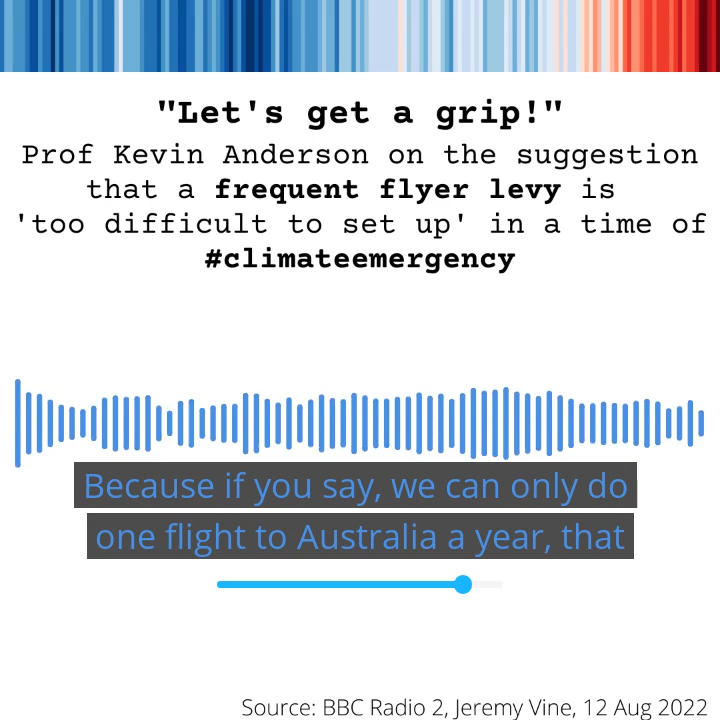 "Let's get a grip!"
Prof Kevin Anderson on the suggestion
that a frequent flyer levy is
'too difficult to set up' in a time of
#climateemergency
Because if you say, we can only do
one flight to Australia a year, that
Source: BBC Radio 2, Jeremy Vine, 12 Aug 2022